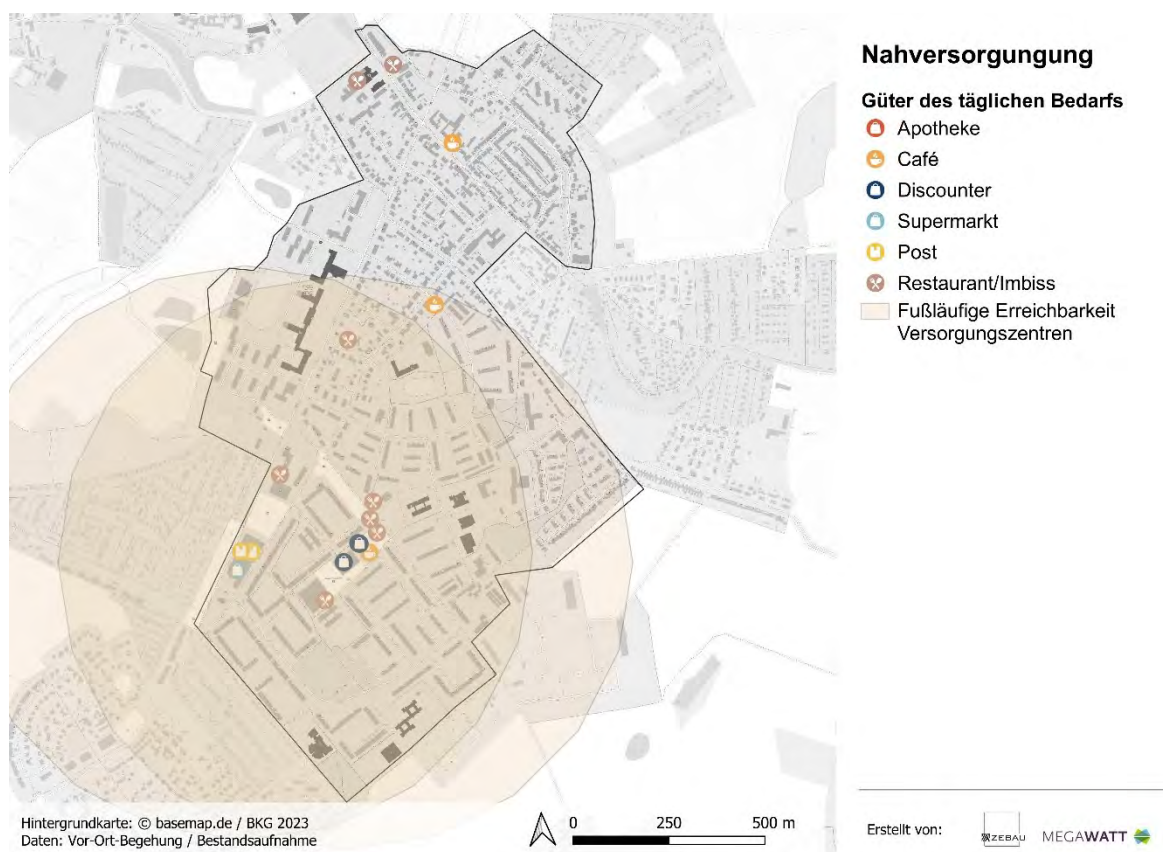 Nahversorgungung
Güter des täglichen Bedarfs
Apotheke
Café
Discounter
Supermarkt
Post
Restaurant/Imbiss
Fußläufige Erreichbarkeit
Versorgungszentren
Hintergrundkarte: © basemap.de / BKG 2023
Daten: Vor-Ort-Begehung / Bestandsaufnahme
0 250 500 m
Erstellt von:
ZEBAU
MEGAWATT